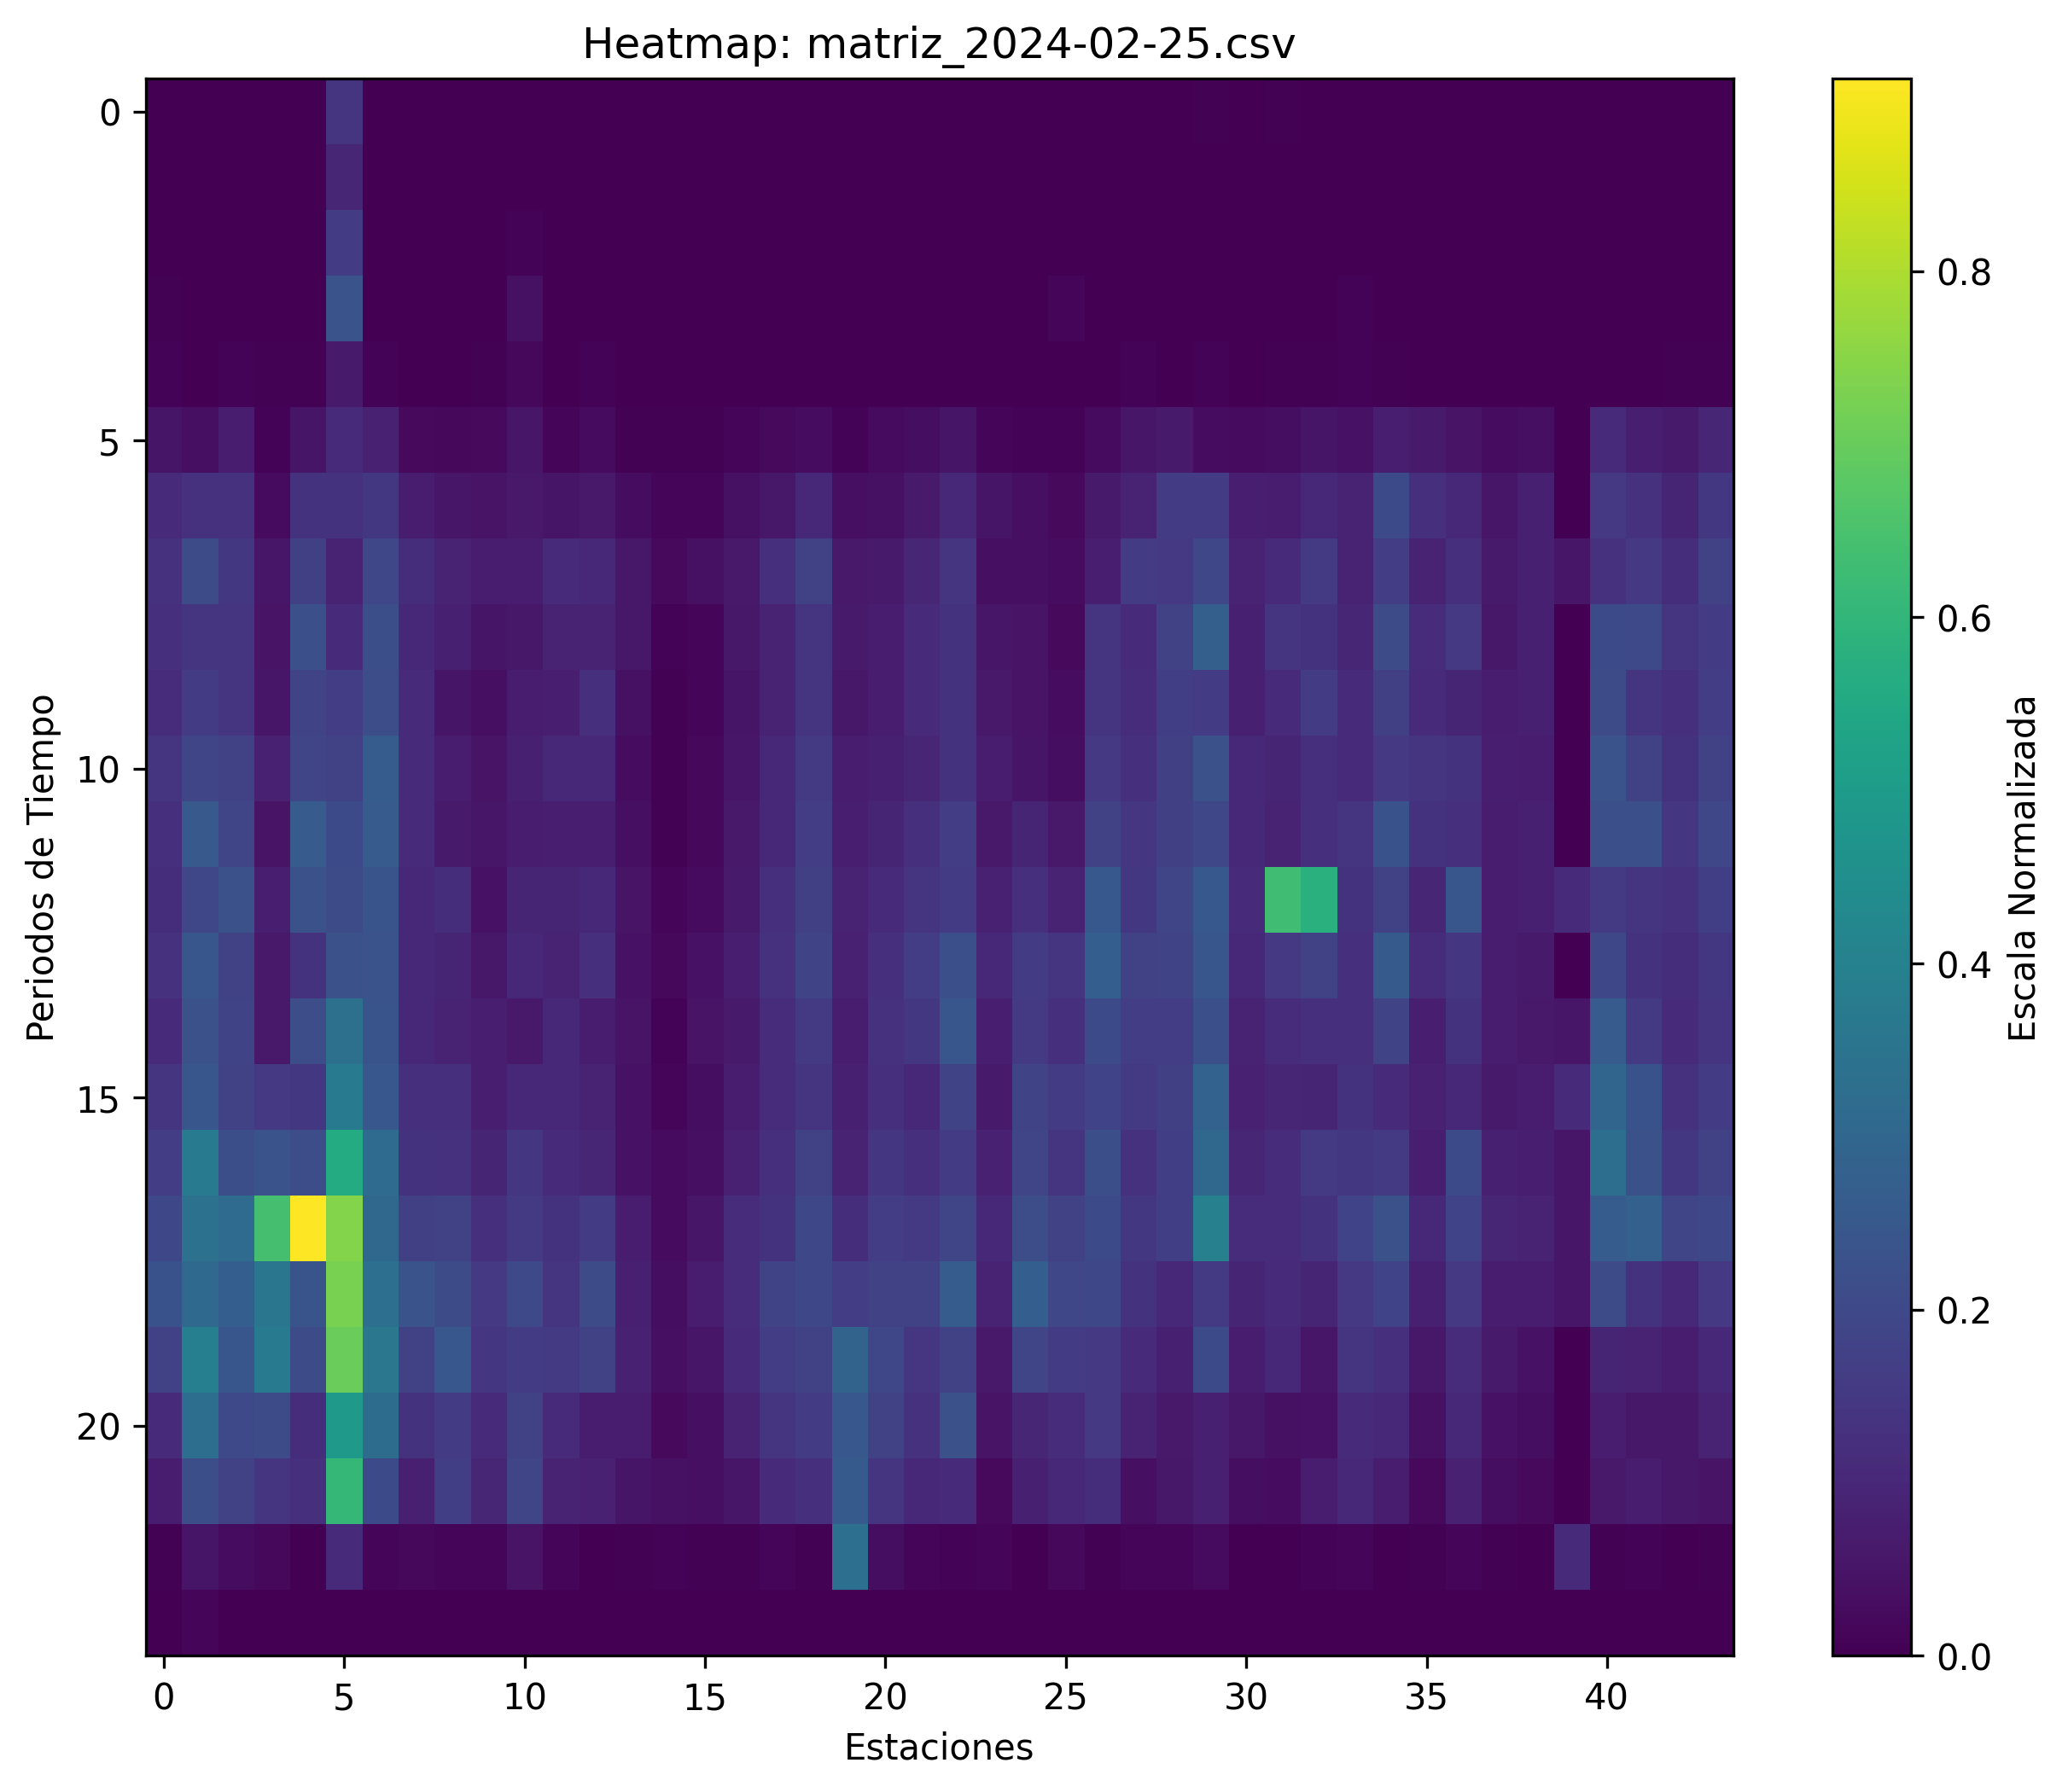 Heatmap: matriz_2024-02-25.csv
Periodos de Tiempo
0
5
10
15
20
0 5 10 15 20 25 30 35 40
Estaciones
0.8
0.6
0.4
0.2
0.0
Escala Normalizada